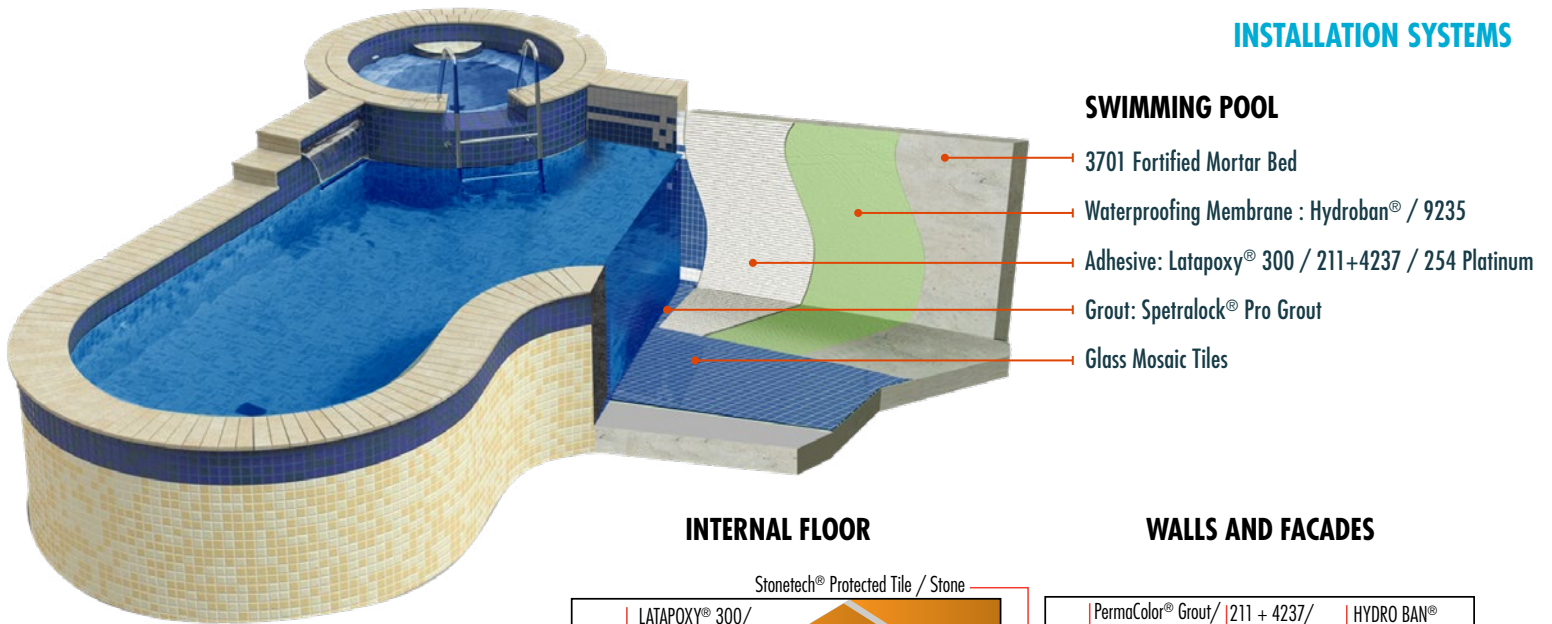 INSTALLATION SYSTEMS
SWIMMING POOL
3701 Fortified Mortar Bed
Waterproofing Membrane : Hydroban® / 9235
Adhesive: Latapoxy® 300 / 211+4237 / 254 Platinum
Grout: Spetralock® Pro Grout
Glass Mosaic Tiles
INTERNAL FLOOR
WALLS AND FACADES
Stonetech® Protected Tile / Stone
LATAPOXY® 300/
PermaColor® Grout/
211 + 4237/
HYDRO BAN®